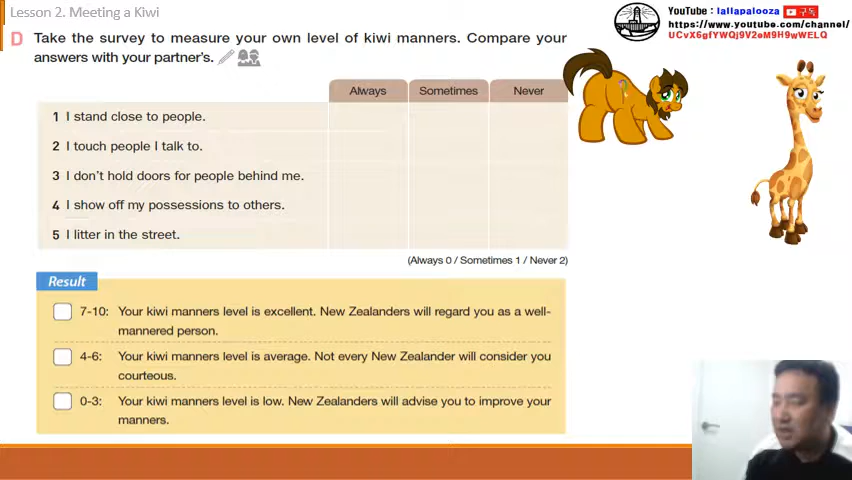 Lesson 2. Meeting a Kiwi
YouTube : lallapalooza 구독
https://www.youtube.com/channel/
UCvX6gfYWQj9V2eM9H9wWELQ
D Take the survey to measure your own level of kiwi manners. Compare your
answers with your partner's.
Always Sometimes Never
1 I stand close to people.
2 I touch people I talk to.
3 I don't hold doors for people behind me.
4 I show off my possessions to others.
5 I litter in the street.
(Always 0 / Sometimes 1 / Never 2)
Result
7-10: Your kiwi manners level is excellent. New Zealanders will regard you as a well-
mannered person.
4-6: Your kiwi manners level is average. Not every New Zealander will consider you
courteous.
0-3: Your kiwi manners level is low. New Zealanders will advise you to improve your
manners.